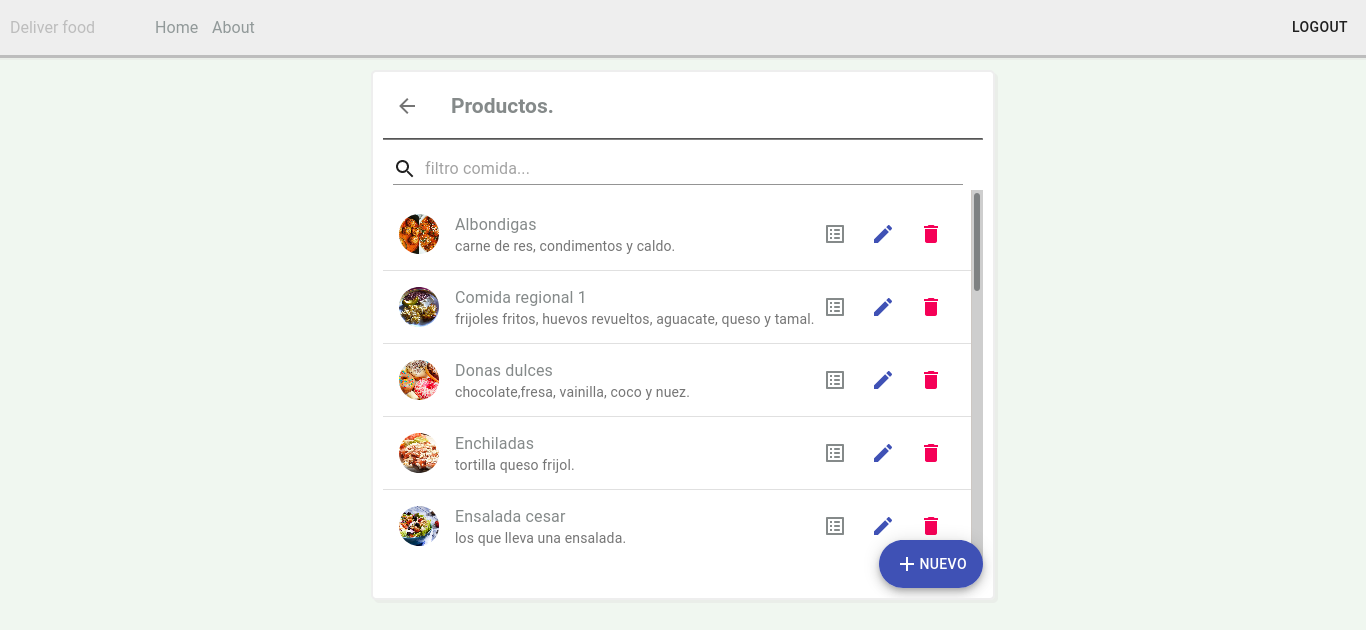 Deliver food Home About LOGOUT
Productos.
filtro comida...
Albondigas
carne de res, condimentos y caldo.
Comida regional 1
frijoles fritos, huevos revueltos, aguacate, queso y tamal.
Donas dulces
chocolate,fresa, vainilla, coco y nuez.
Enchiladas
tortilla queso frijol.
Ensalada cesar
los que lleva una ensalada.
NUEVO